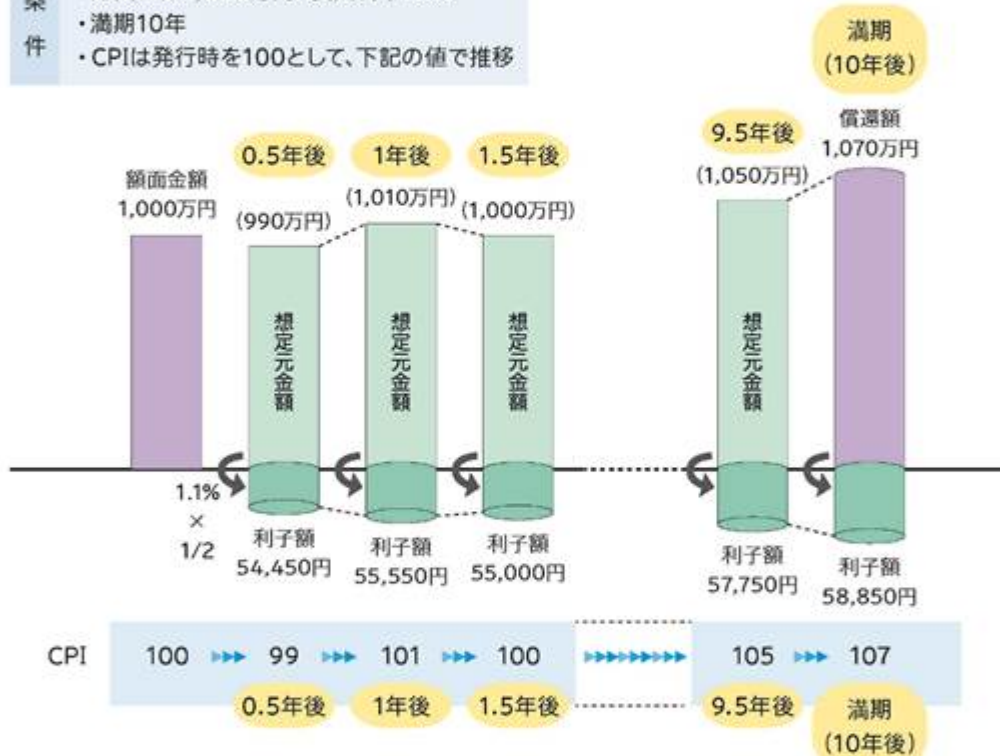 件
・満期10年
・CPIは発行時を100として、下記の値で推移
満期
(10年後)
償還額
1,070万円
9.5年後
(1,050万円)
0.5年後
1年後
1.5年後
額面金額
1,000万円
(990万円)
(1,010万円)
(1,000万円)
想定元金額
想定元金額
想定元金額
想定元金額
1.1%
×
1/2
利子額
54,450円
利子額
55,550円
利子額
55,000円
利子額
57,750円
利子額
58,850円
CPI 100 99 101 100 105 107
0.5年後 1年後 1.5年後 9.5年後 満期
(10年後)